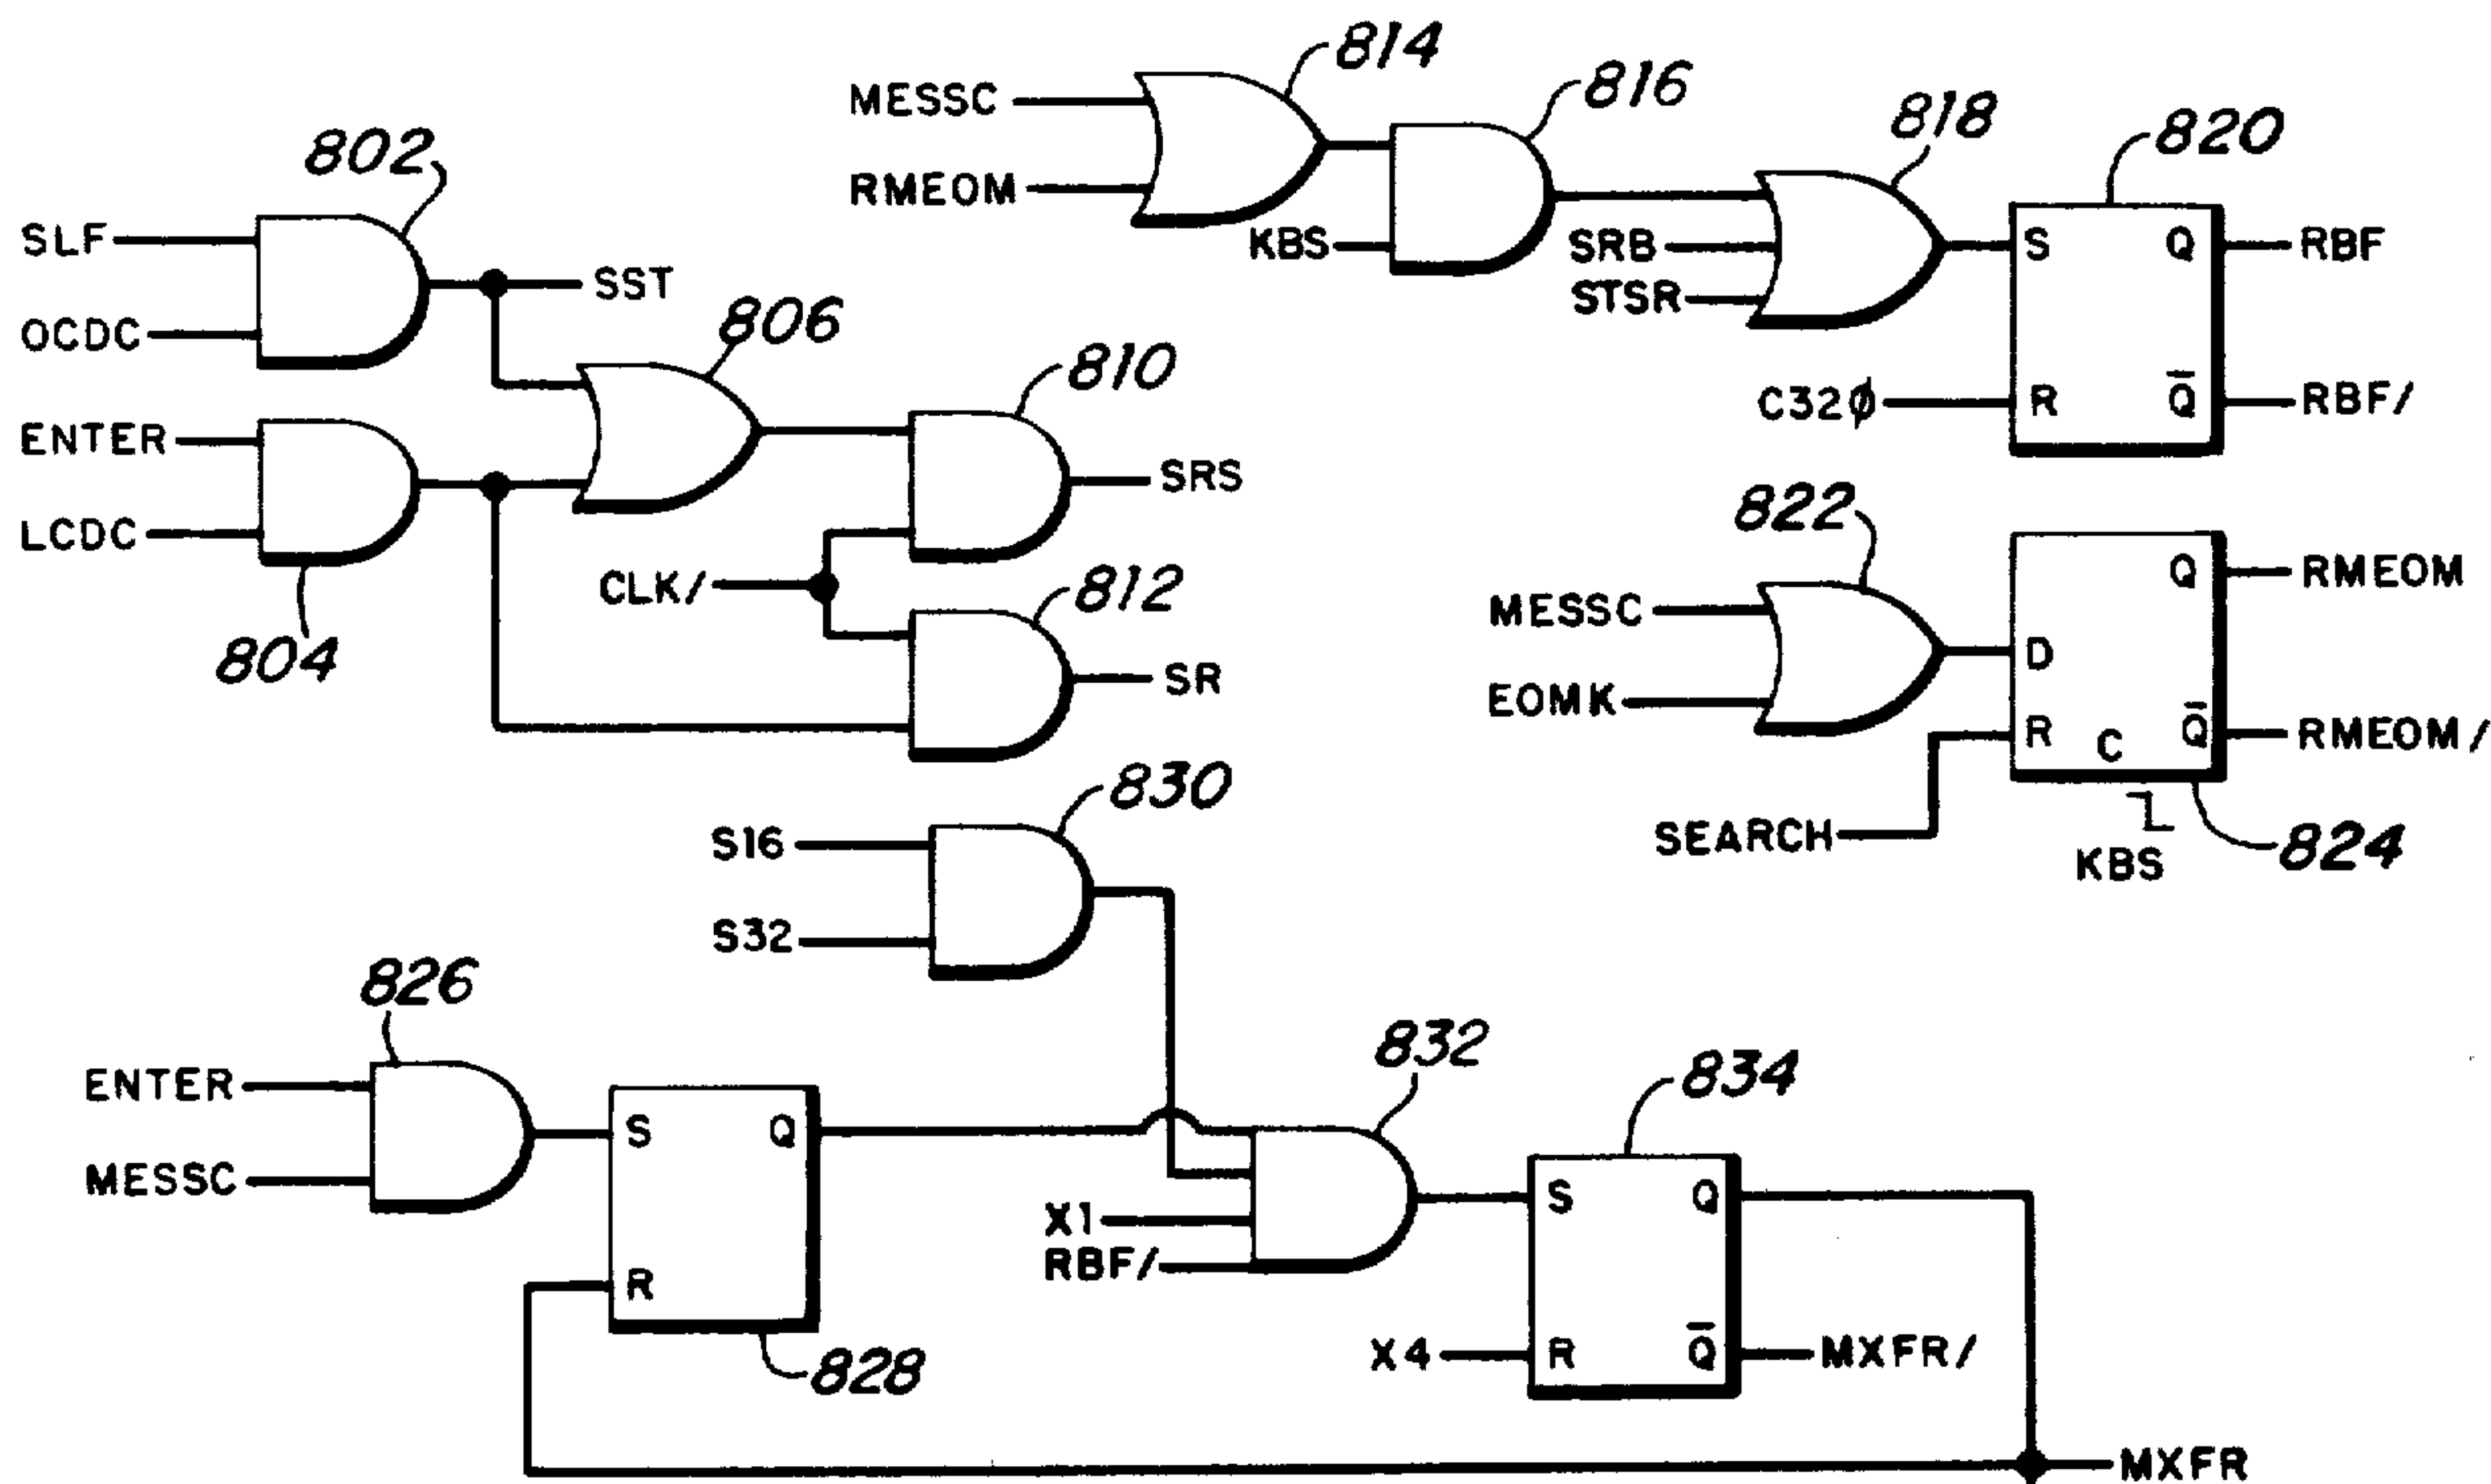 814
MESSC
816
818
820
802
RMEOM
SLF
KBS
SRB
S
Q
RBF
SST
STSR
OCDC
806
810
C32∅
R
Q̅
RBF/
ENTER
SRS
822
LCDC
CLK/
812
Q
RMEOM
MESSC
804
D
SR
EOMK
R
C
Q̅
RMEOM/
830
S16
SEARCH
KBS
824
S32
826
832
834
ENTER
S
Q
MESSC
S
Q
X1
RBF/
R
X4
R
Q̅
MXFR/
828
MXFR